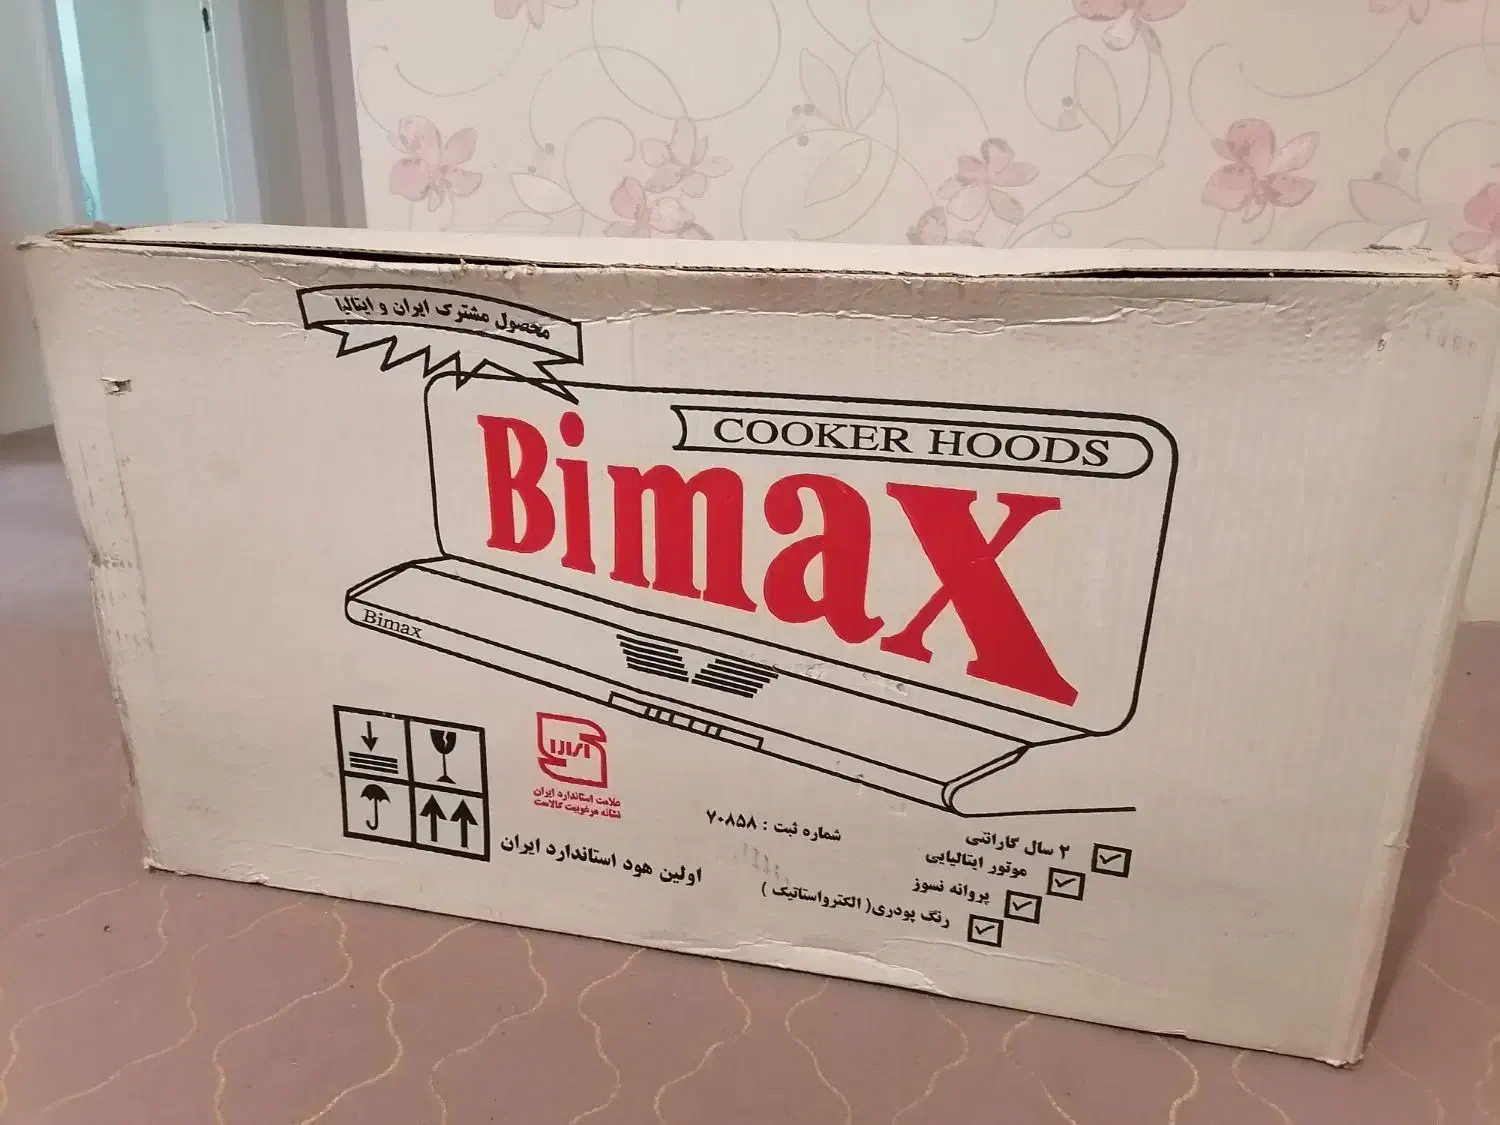 محصول مشترک ایران و ایتالیا
COOKER HOODS
Bimax
Bimax
علامت استاندارد ایران
نشانه مرغوبیت کالاست
اولین هود استاندارد ایران
شماره ثبت : ۷۰۸۵۸
۲ سال گارانتی
موتور ایتالیایی
پروانه نسوز
رنگ پودری( الکترواستاتیک )